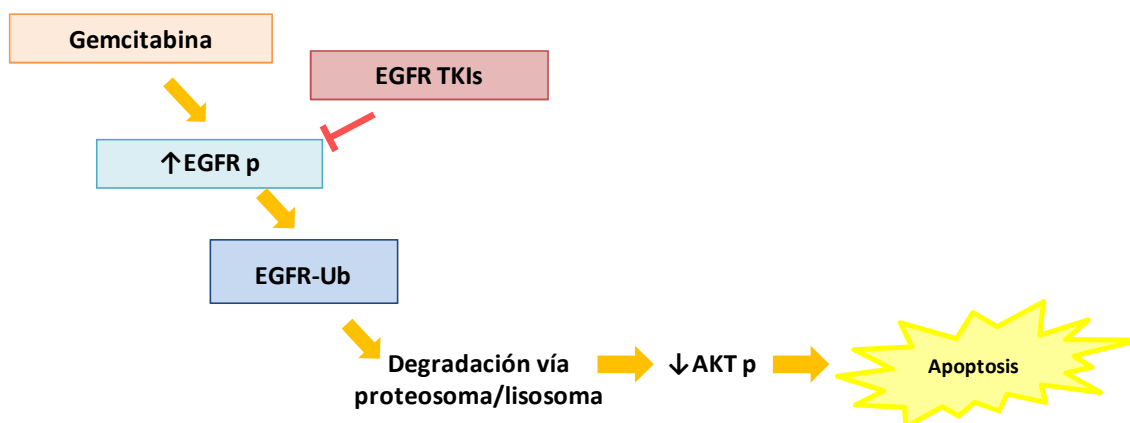 Gemcitabina
EGFR TKIs
↑EGFR p
EGFR-Ub
Degradación vía
proteosoma/lisosoma
↓AKT p
Apoptosis